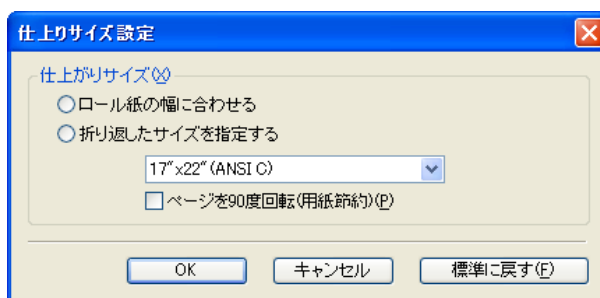 仕上りサイズ設定
仕上がりサイズ(X)
ロール紙の幅に合わせる
折り返したサイズを指定する
17"x22"(ANSI C)
ページを90度回転(用紙節約)(P)
OK
キャンセル
標準に戻す(F)